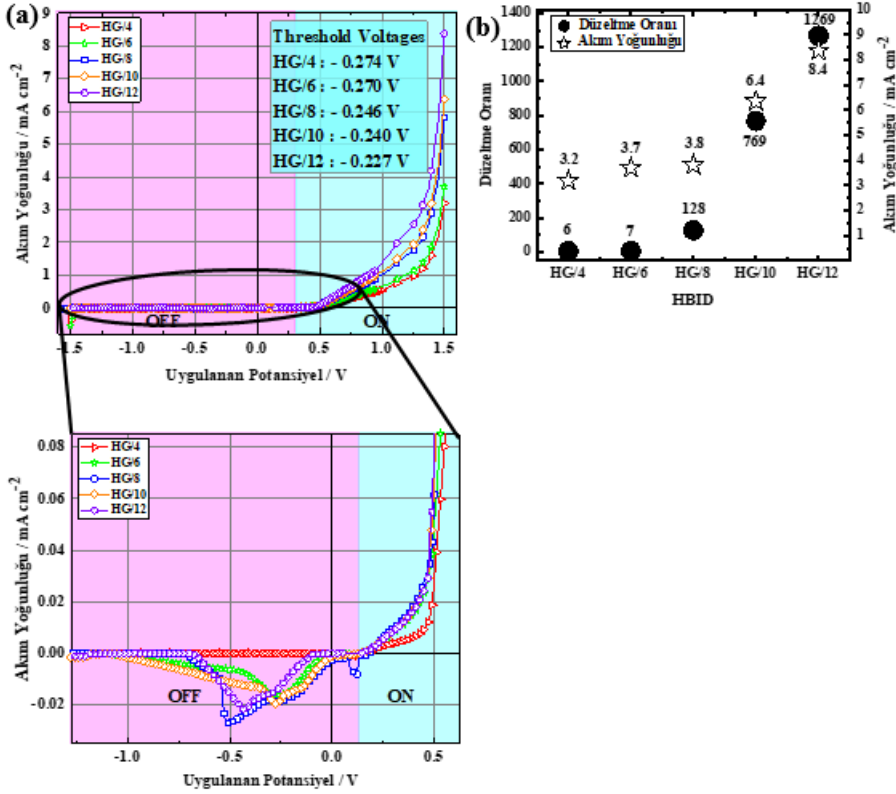 (a)
Akım Yoğunluğu / mA cm-2
9
8
7
6
5
4
3
2
1
0
HG/4
HG/6
HG/8
HG/10
HG/12
Threshold Voltages
HG/4 : - 0.274 V
HG/6 : - 0.270 V
HG/8 : - 0.246 V
HG/10 : - 0.240 V
HG/12 : - 0.227 V
OFF
ON
-1.5 -1.0 -0.5 0.0 0.5 1.0 1.5
Uygulanan Potansiyel / V
(b)
Düzeltme Oranı
1400
1200
1000
800
600
400
200
0
Düzeltme Oranı
Akım Yoğunluğu
1269
8.4
6.4
769
3.2
3.7
3.8
6
7
128
10
9
8
7
6
5
4
3
2
1
Akım Yoğunluğu / mA cm-2
HG/4 HG/6 HG/8 HG/10 HG/12
HBID
Akım Yoğunluğu / mA cm-2
0.08
0.06
0.04
0.02
0.00
-0.02
HG/4
HG/6
HG/8
HG/10
HG/12
OFF
ON
-1.0 -0.5 0.0 0.5
Uygulanan Potansiyel / V